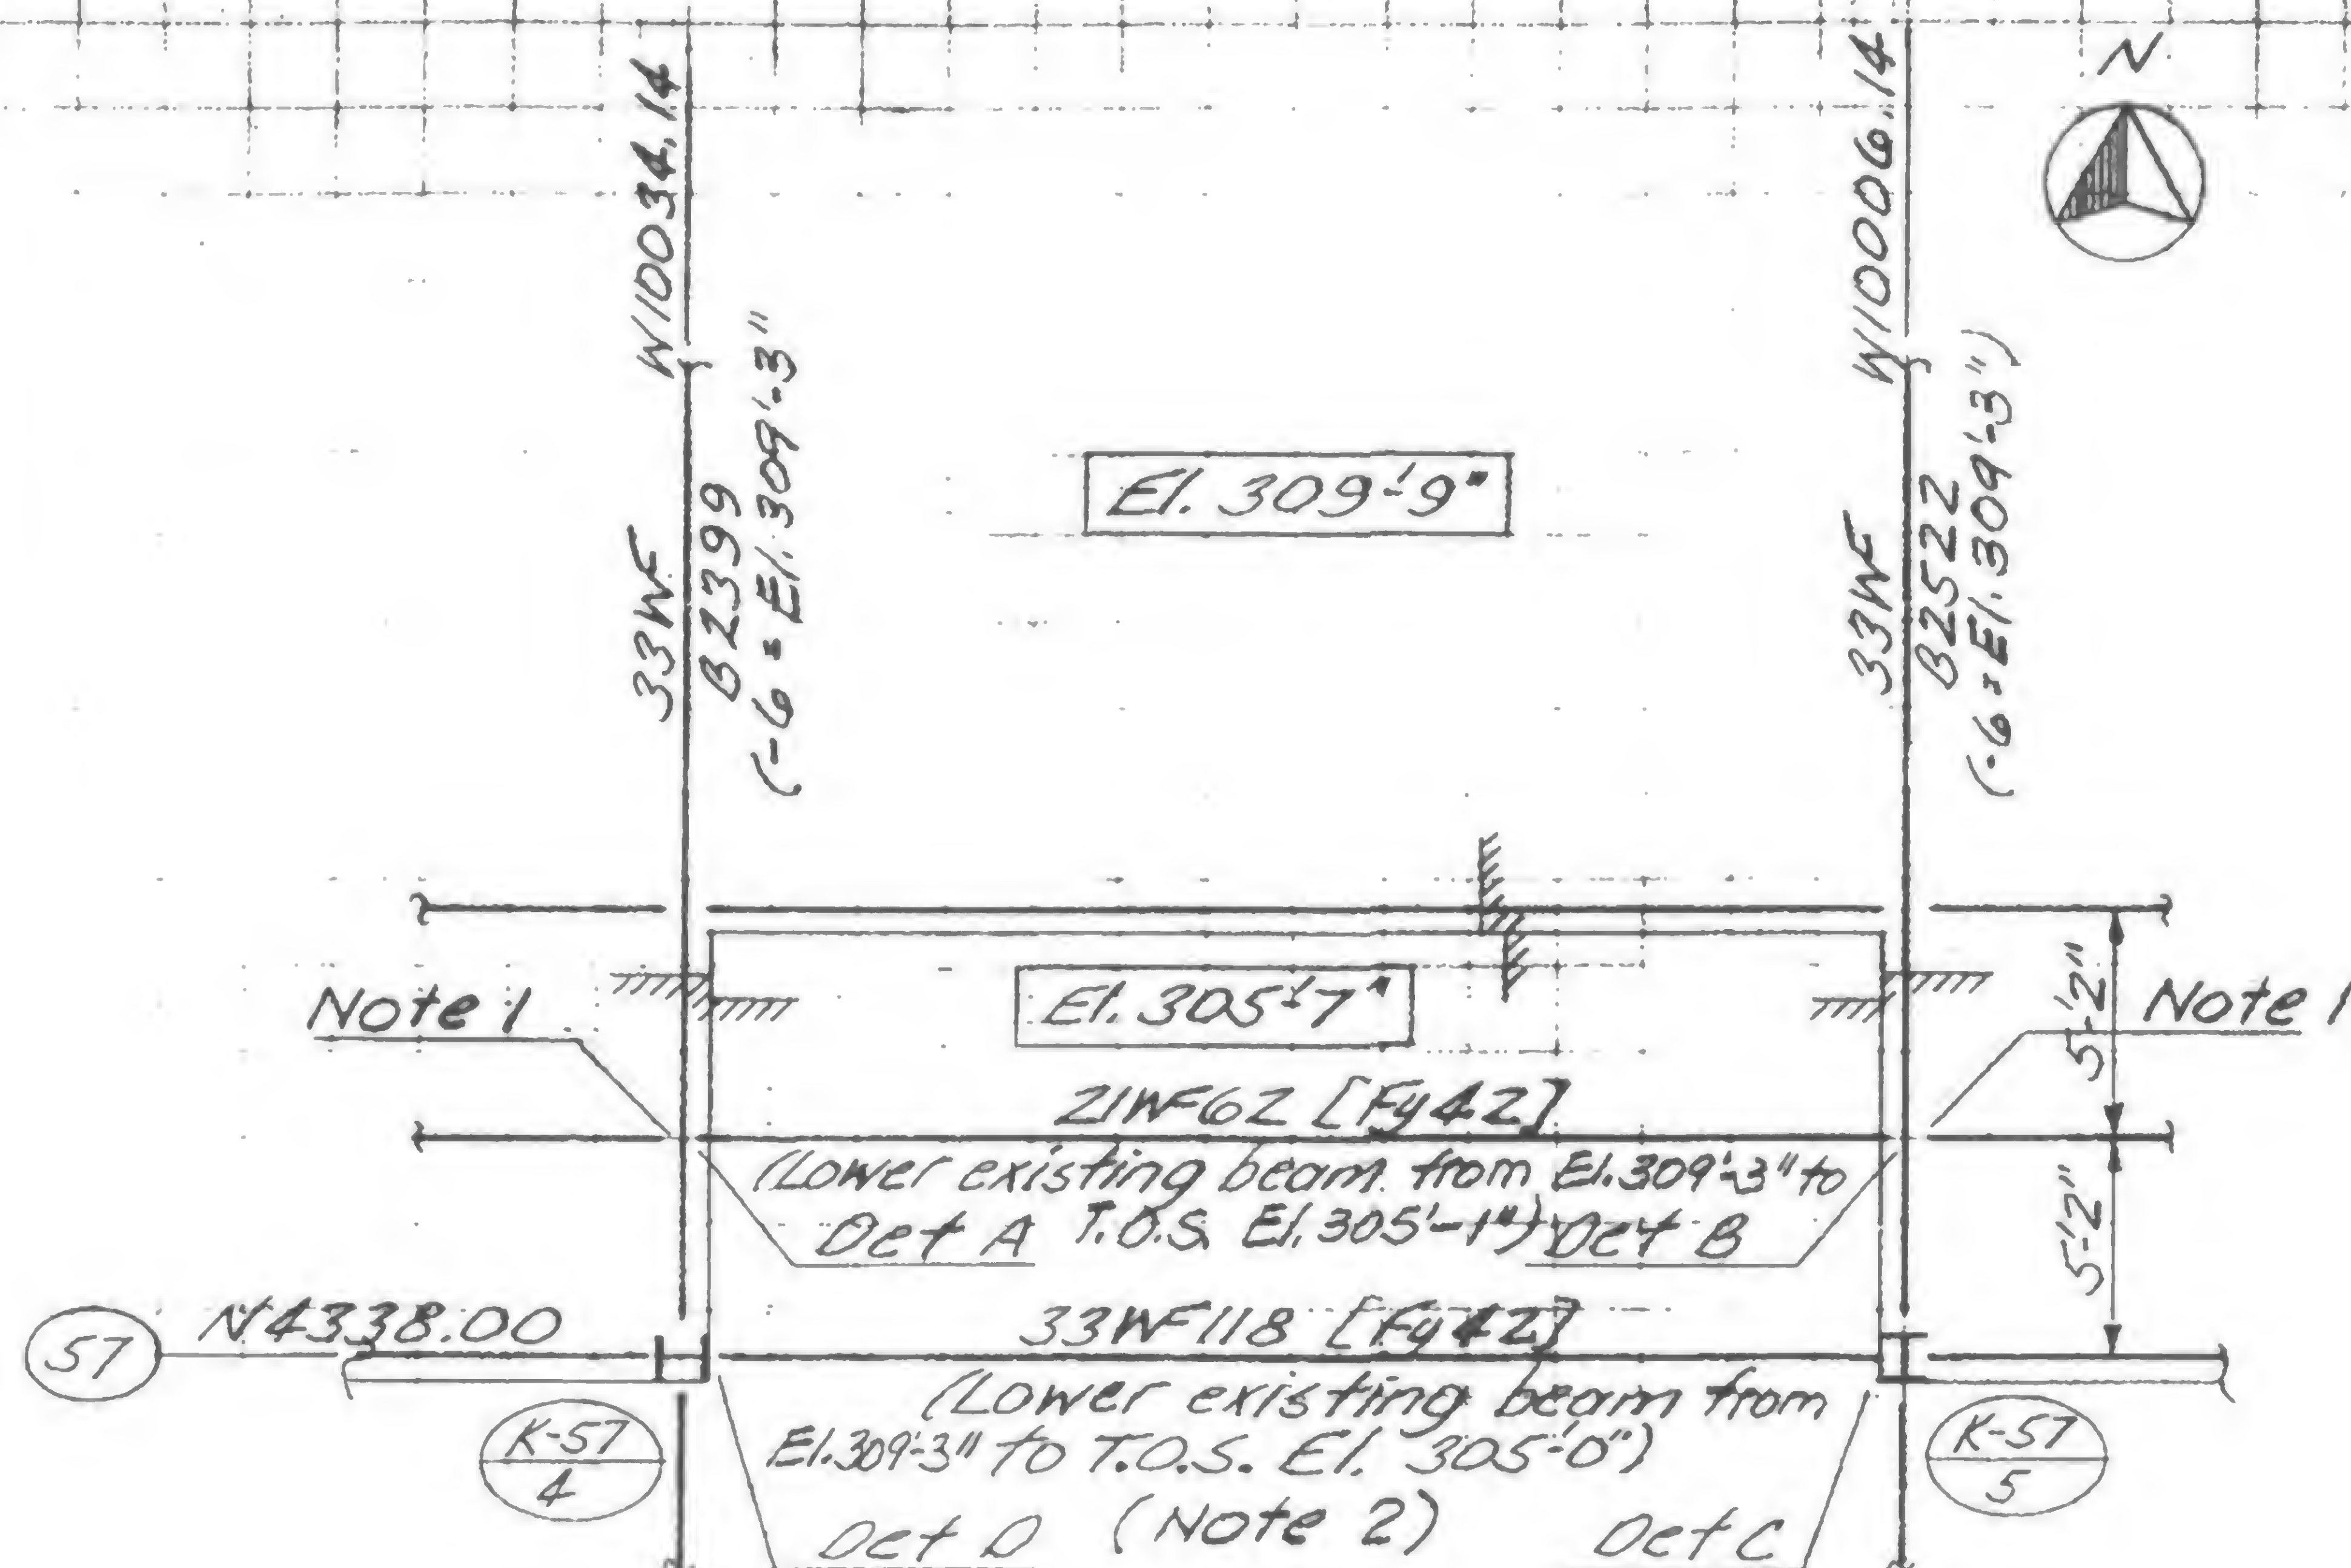 N
W10034.14
W10006.14
33WF
B2399
(-6 = El. 309'-3"
33WF
B2522
(-6 = El. 309'-3")
El. 309'-9"
Note 1
El. 305'-7"
5'-2"
Note 1
21WF62 [Fy42]
(Lower existing beam from El. 309'-3" to
T.O.S. El. 305'-1")
Det A
Det B
5'-2"
57
N4338.00
33WF118 [Fy42]
(Lower existing beam from
El. 309'-3" to T.O.S. El. 305'-0")
(Note 2)
K-57
4
K-57
5
Det D
Det C